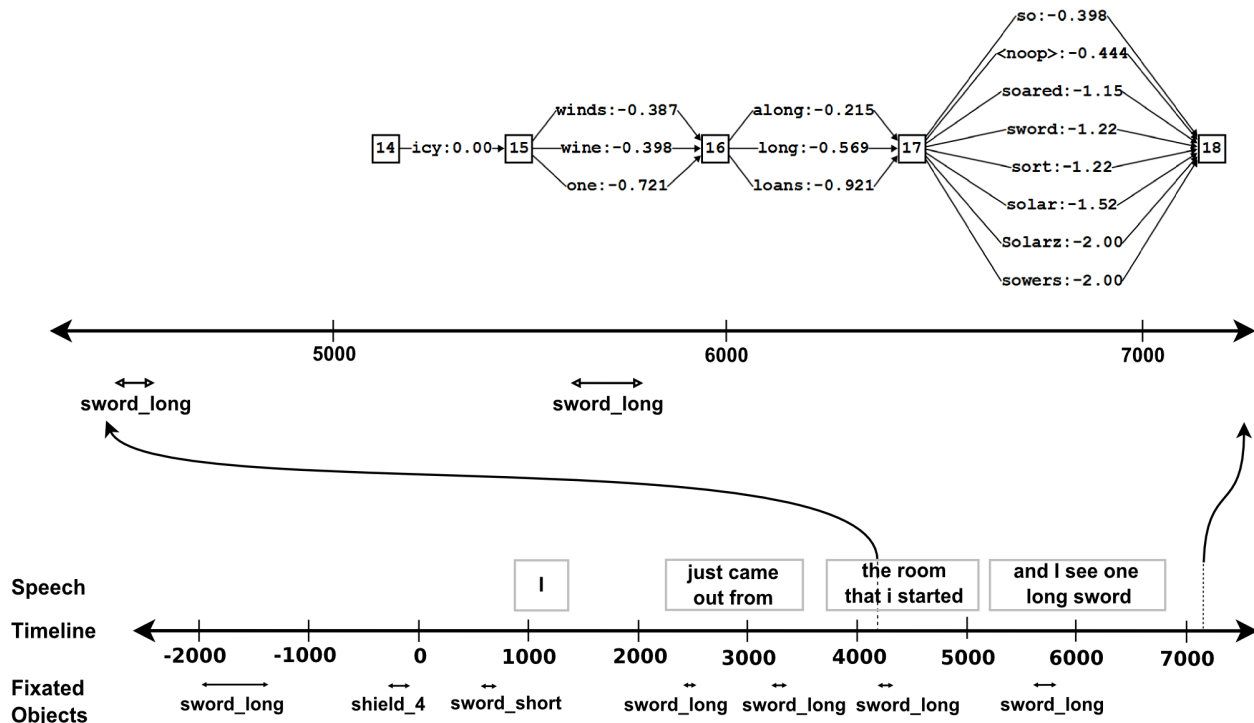 so:-0.398
<noop>:-0.444
soared:-1.15
sword:-1.22
sort:-1.22
solar:-1.52
Solarz:-2.00
sowers:-2.00
winds:-0.387
wine:-0.398
one:-0.721
along:-0.215
long:-0.569
loans:-0.921
14
icy:0.00
15
16
17
18
5000
6000
7000
sword_long
sword_long
Speech
I
just came
out from
the room
that i started
and I see one
long sword
Timeline
-2000
-1000
0
1000
2000
3000
4000
5000
6000
7000
Fixated
Objects
sword_long
shield_4
sword_short
sword_long
sword_long
sword_long
sword_long